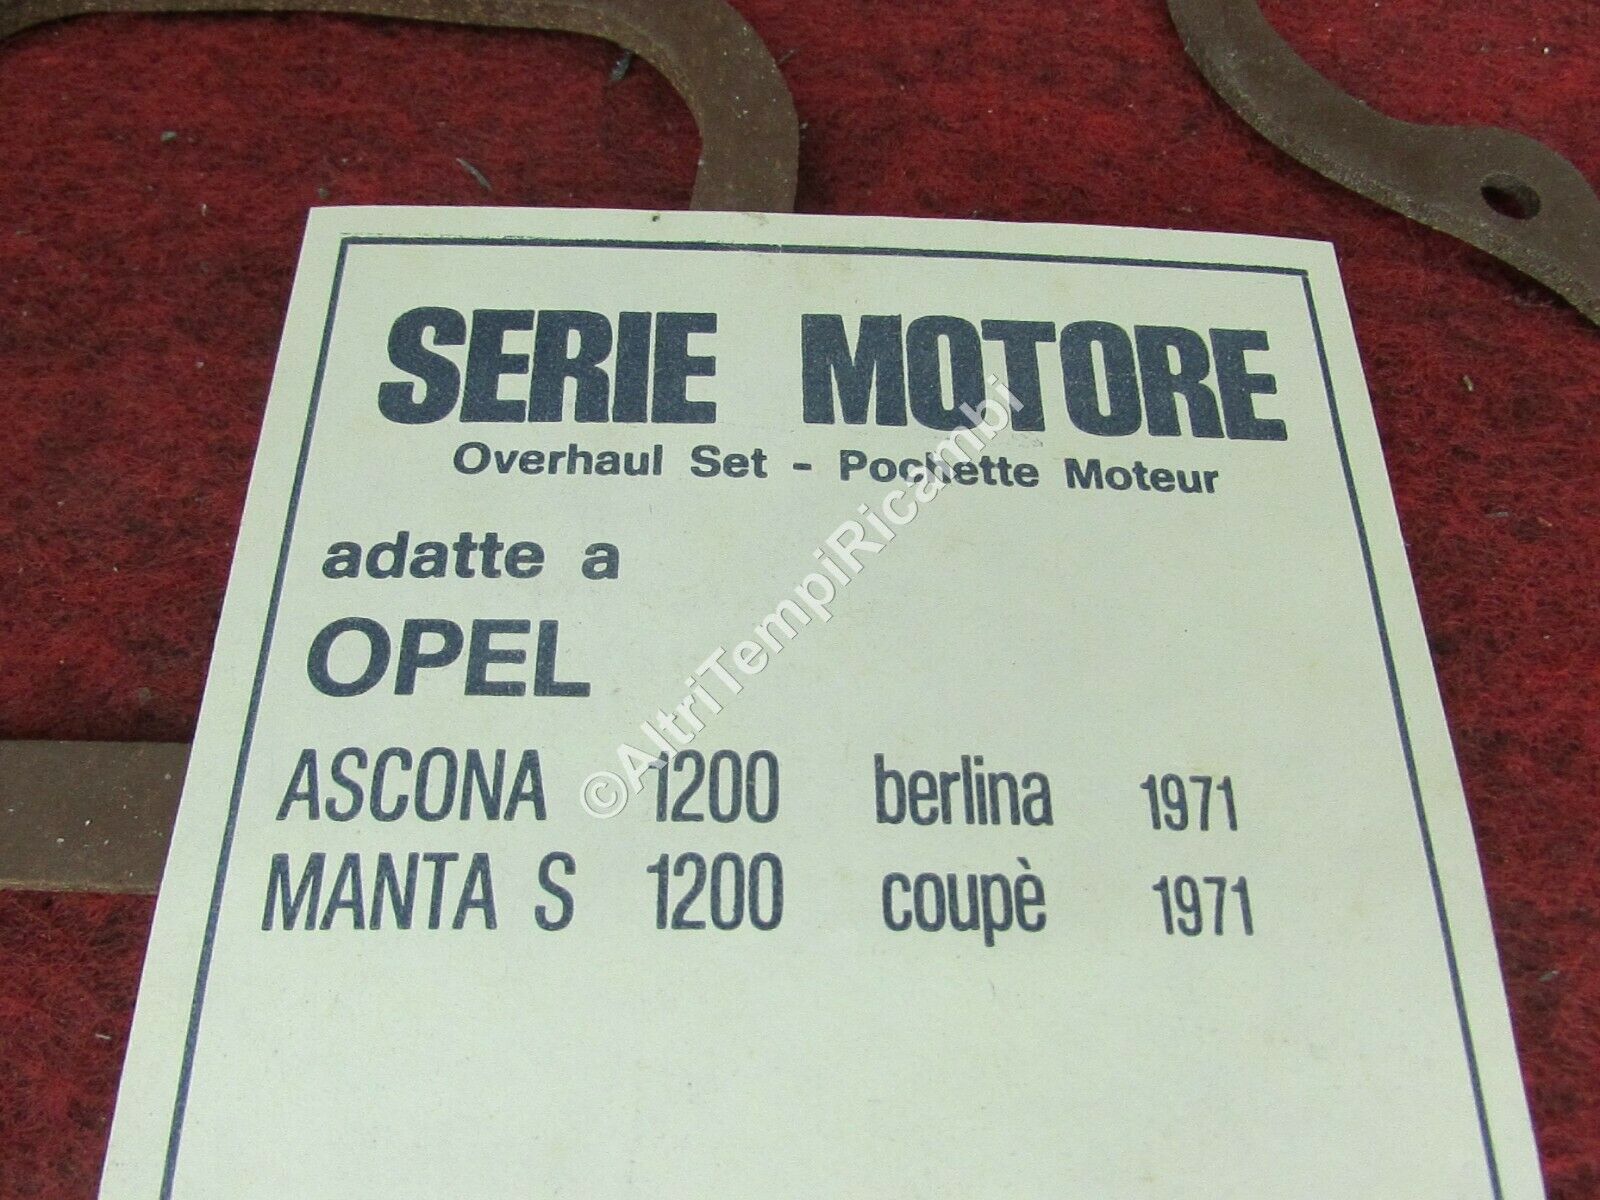 SERIE MOTORE
Overhaul Set - Pochette Moteur
adatte a
OPEL
ASCONA 1200 berlina 1971
MANTA S 1200 coupè 1971
©AltriTempiRicambi